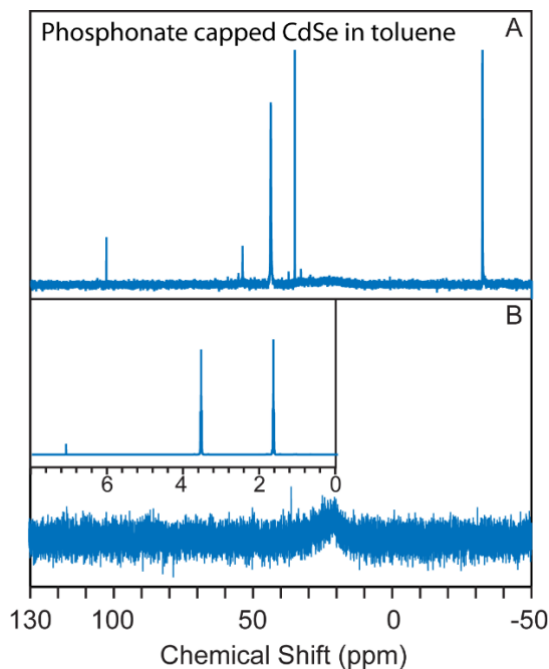 Phosphonate capped CdSe in toluene
A
B
6 4 2 0
130 100 50 0 -50
Chemical Shift (ppm)